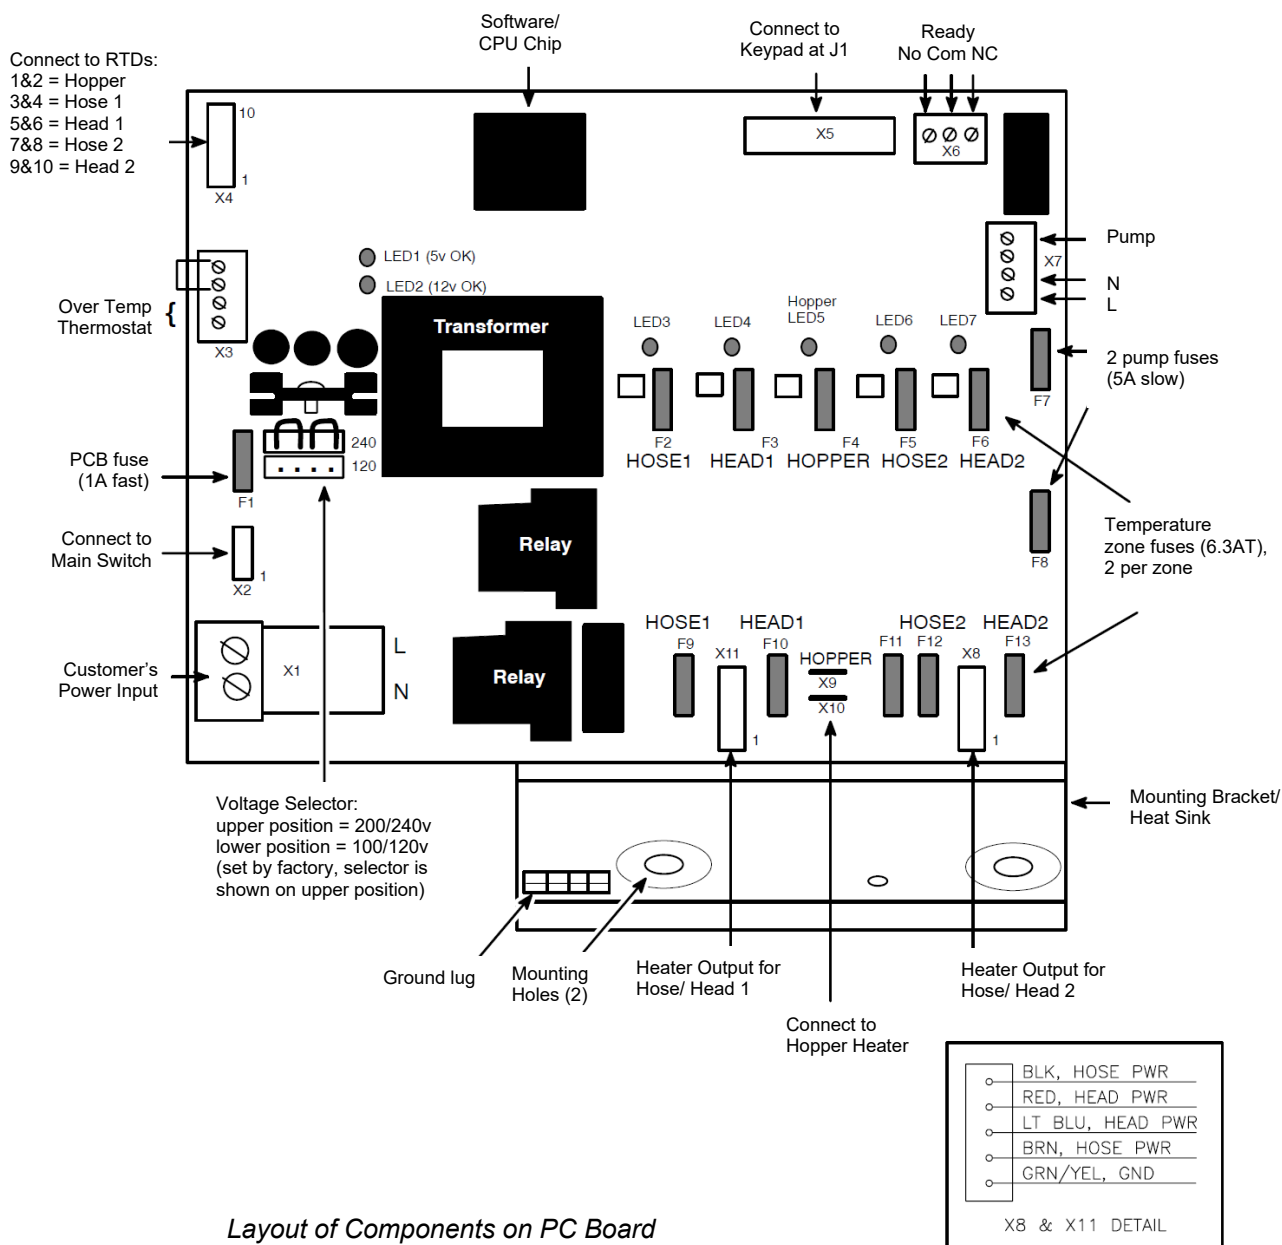 Software/
CPU Chip
Connect to
Keypad at J1
Ready
No Com NC
Connect to RTDs:
1&2 = Hopper
3&4 = Hose 1
5&6 = Head 1
7&8 = Hose 2
9&10 = Head 2
10
1
X4
X5
X6
LED1 (5v OK)
LED2 (12v OK)
Pump
X7
N
L
Over Temp
Thermostat {
X3
Transformer
LED3
LED4
Hopper
LED5
LED6
LED7
2 pump fuses
(5A slow)
F7
F2
F3
F4
F5
F6
HOSE1
HEAD1
HOPPER
HOSE2
HEAD2
240
120
PCB fuse
(1A fast)
F1
Relay
F8
Temperature
zone fuses (6.3AT),
2 per zone
Connect to
Main Switch
1
X2
HOSE1
HEAD1
HOSE2
HEAD2
F9
X11
F10
HOPPER
F11
F12
X8
F13
X9
X10
1
1
Customer's
Power Input
X1
L
N
Relay
Voltage Selector:
upper position = 200/240v
lower position = 100/120v
(set by factory, selector is
shown on upper position)
Mounting Bracket/
Heat Sink
Ground lug
Mounting
Holes (2)
Heater Output for
Hose/ Head 1
Heater Output for
Hose/ Head 2
Connect to
Hopper Heater
BLK, HOSE PWR
RED, HEAD PWR
LT BLU, HEAD PWR
BRN, HOSE PWR
GRN/YEL, GND
X8 & X11 DETAIL
Layout of Components on PC Board